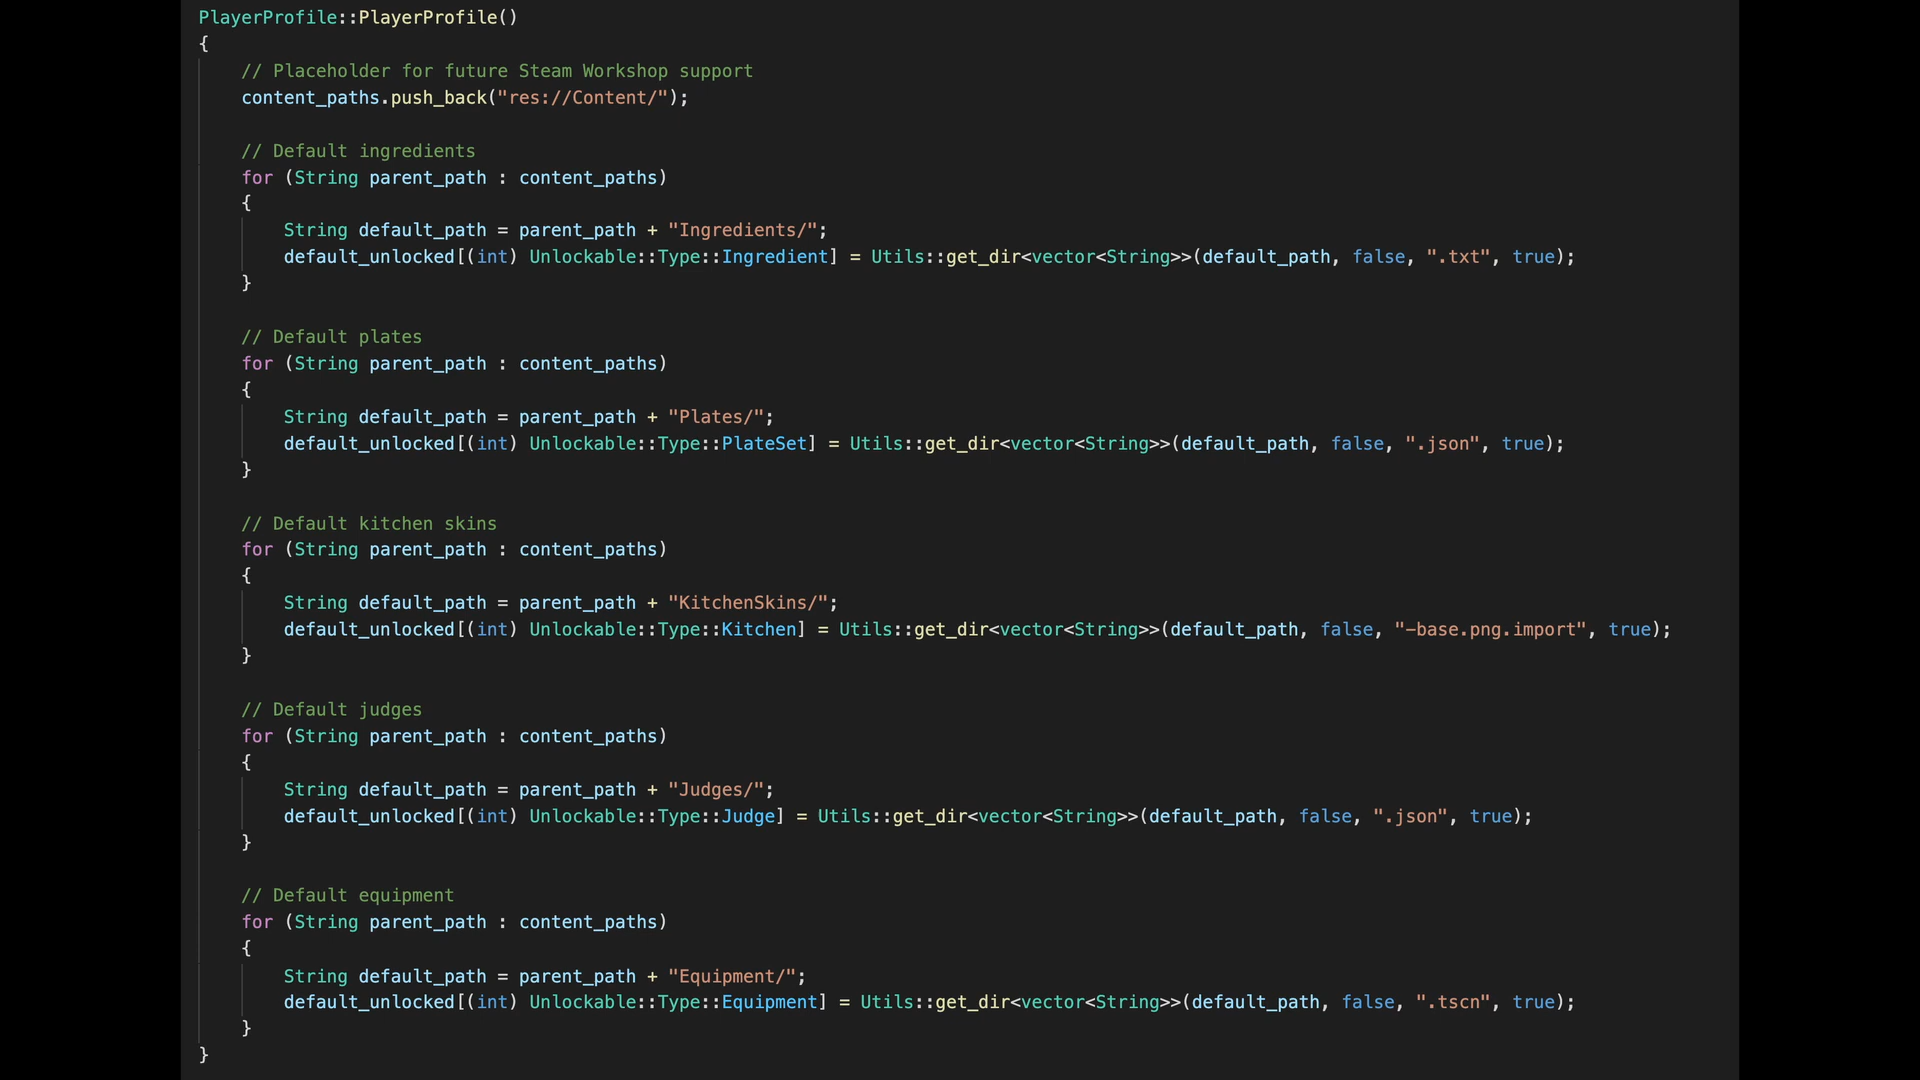 PlayerProfile::PlayerProfile()
{
    // Placeholder for future Steam Workshop support
    content_paths.push_back("res://Content/");

    // Default ingredients
    for (String parent_path : content_paths)
    {
        String default_path = parent_path + "Ingredients/";
        default_unlocked[(int) Unlockable::Type::Ingredient] = Utils::get_dir<vector<String>>(default_path, false, ".txt", true);
    }

    // Default plates
    for (String parent_path : content_paths)
    {
        String default_path = parent_path + "Plates/";
        default_unlocked[(int) Unlockable::Type::PlateSet] = Utils::get_dir<vector<String>>(default_path, false, ".json", true);
    }

    // Default kitchen skins
    for (String parent_path : content_paths)
    {
        String default_path = parent_path + "KitchenSkins/";
        default_unlocked[(int) Unlockable::Type::Kitchen] = Utils::get_dir<vector<String>>(default_path, false, "-base.png.import", true);
    }

    // Default judges
    for (String parent_path : content_paths)
    {
        String default_path = parent_path + "Judges/";
        default_unlocked[(int) Unlockable::Type::Judge] = Utils::get_dir<vector<String>>(default_path, false, ".json", true);
    }

    // Default equipment
    for (String parent_path : content_paths)
    {
        String default_path = parent_path + "Equipment/";
        default_unlocked[(int) Unlockable::Type::Equipment] = Utils::get_dir<vector<String>>(default_path, false, ".tscn", true);
    }
}